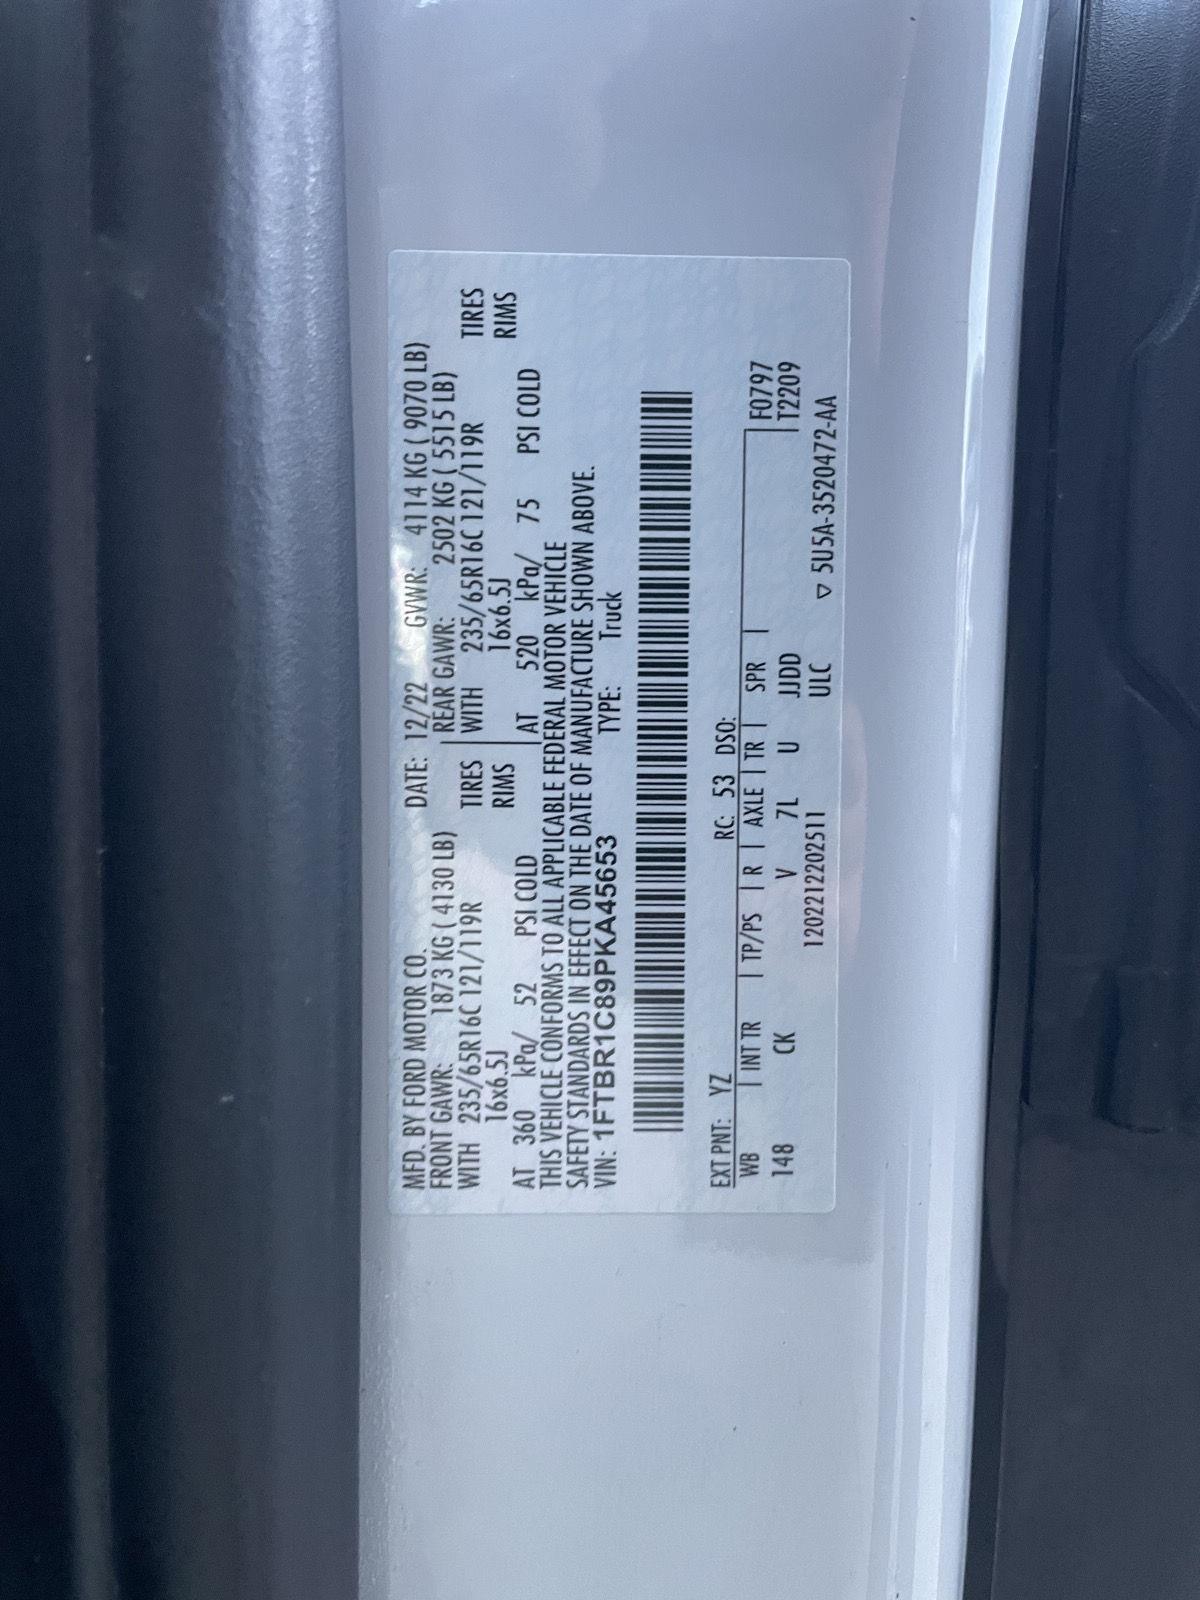 MFD. BY FORD MOTOR CO. DATE: 12/22 GVWR: 4114 KG ( 9070 LB)
FRONT GAWR: 1873 KG ( 4130 LB) REAR GAWR: 2502 KG ( 5515 LB)
WITH 235/65R16C 121/119R TIRES WITH 235/65R16C 121/119R TIRES
16x6.5J RIMS 16x6.5J RIMS
AT 360 kPa/ 52 PSI COLD AT 520 kPa/ 75 PSI COLD
THIS VEHICLE CONFORMS TO ALL APPLICABLE FEDERAL MOTOR VEHICLE
SAFETY STANDARDS IN EFFECT ON THE DATE OF MANUFACTURE SHOWN ABOVE.
VIN: 1FTBR1C89PKA45653 TYPE: Truck
EXT PNT: YZ RC: 53 DSO:
WB | INT TR | TP/PS | R | AXLE | TR | SPR | F0797
148 CK V 7L U JJDD T2209
120221220251 1 ULC ▽ 5U5A-3520472-AA